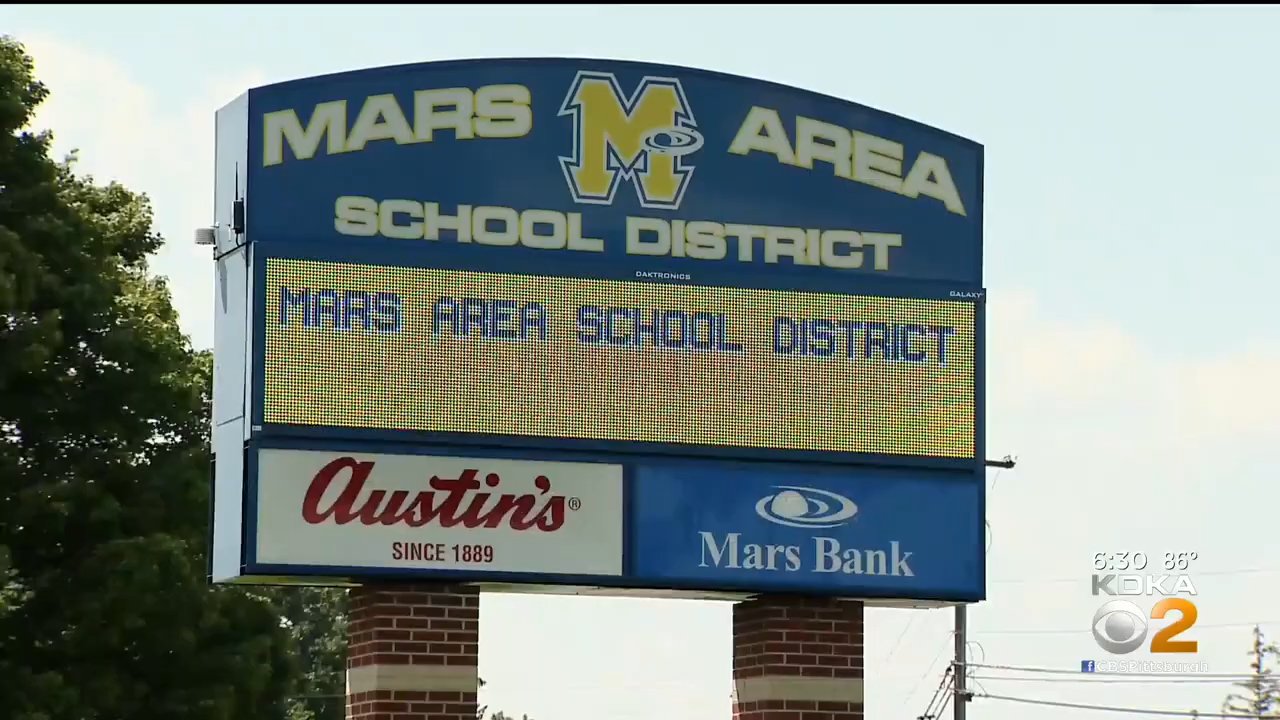 MARS M AREA
SCHOOL DISTRICT
DAKTRONICS
GALAXY
MARS AREA SCHOOL DISTRICT
Austin's®
SINCE 1889
Mars Bank
6:30 86°
KDKA
2
f CBSPittsburgh